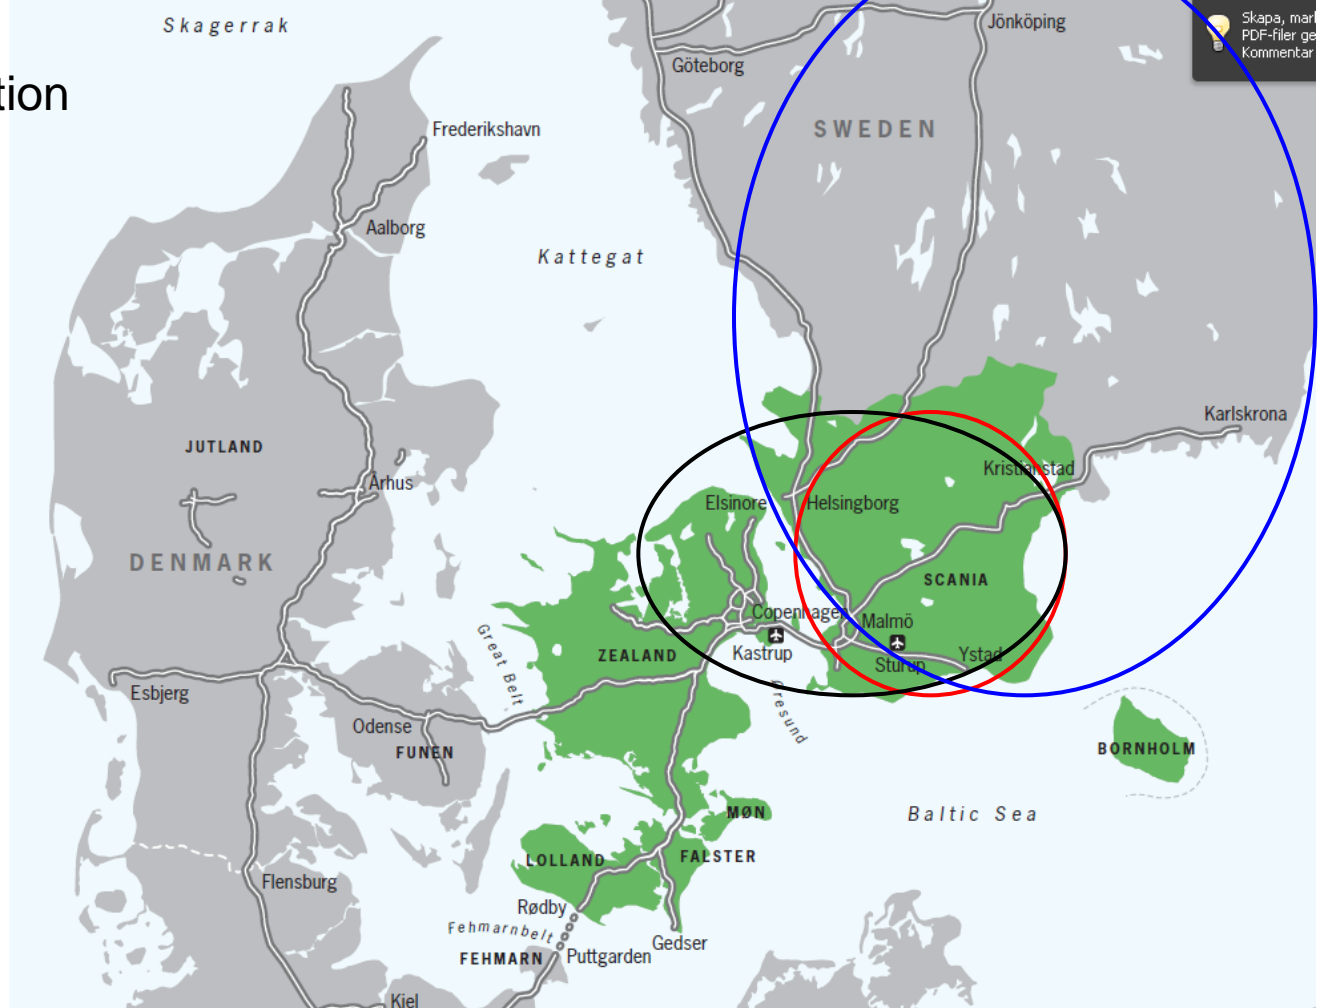 Skagerrak
Jönköping
Skapa, mar
PDF-filer ge
Kommentar
Göteborg
tion
Frederikshavn
SWEDEN
Aalborg
Kattegat
Karlskrona
JUTLAND
Kristianstad
Århus
Elsinore
Helsingborg
DENMARK
SCANIA
Copenhagen
Malmö
Great Belt
ZEALAND
Kastrup
Sturup
Ystad
Esbjerg
Øresund
Odense
FUNEN
BORNHOLM
MØN
Baltic Sea
LOLLAND
FALSTER
Flensburg
Rødby
Fehmarnbelt
Gedser
FEHMARN
Puttgarden
Kiel